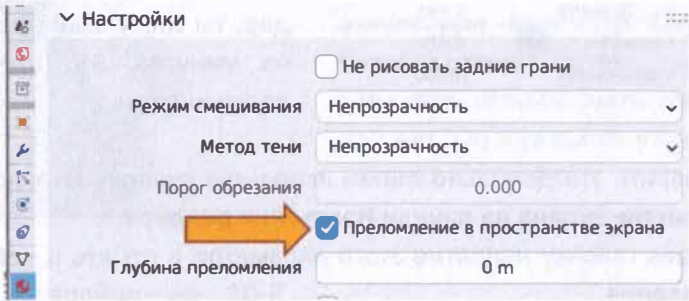 Настройки
Не рисовать задние грани
Режим смешивания Непрозрачность
Метод тени Непрозрачность
Порог обрезания 0.000
Преломление в пространстве экрана
Глубина преломления 0 m